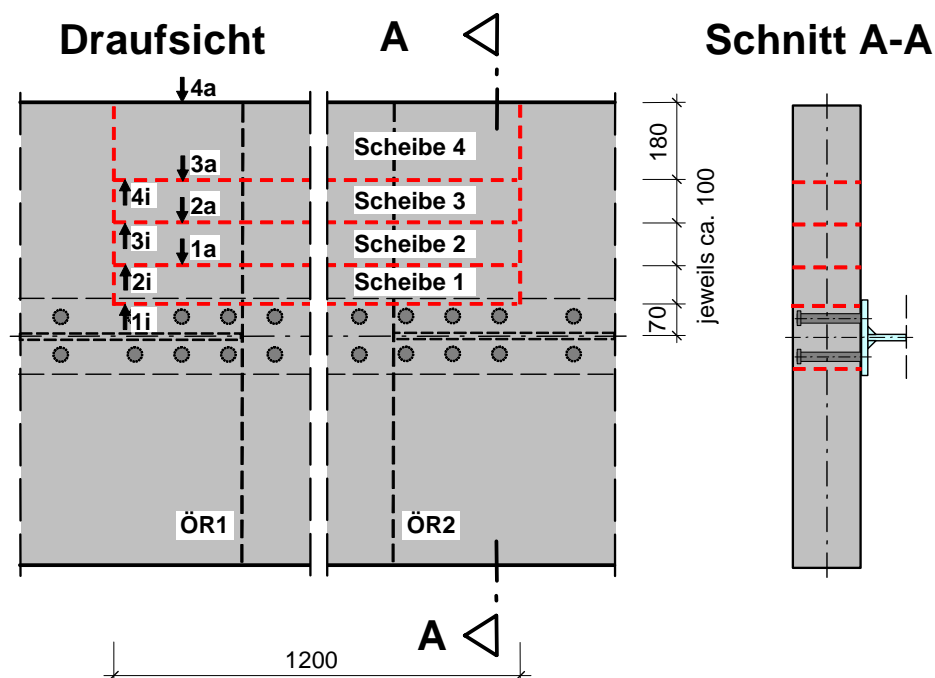 Draufsicht
A
Schnitt A-A
4a
Scheibe 4
180
3a
4i
2a
Scheibe 3
3i
1a
Scheibe 2
2i
Scheibe 1
jeweils ca. 100
1i
70
ÖR1
ÖR2
A
1200